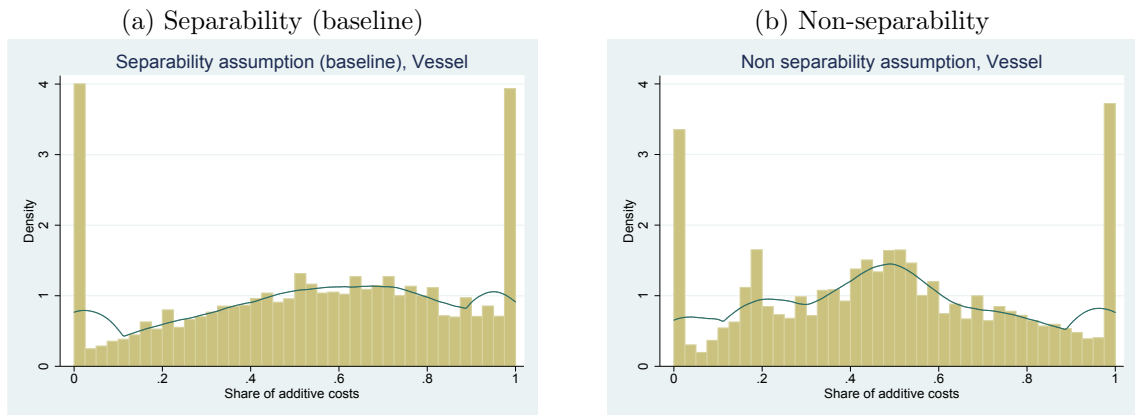 (a) Separability (baseline)
Separability assumption (baseline), Vessel
Density
4
3
2
1
0
0 .2 .4 .6 .8 1
Share of additive costs
(b) Non-separability
Non separability assumption, Vessel
Density
4
3
2
1
0
0 .2 .4 .6 .8 1
Share of additive costs